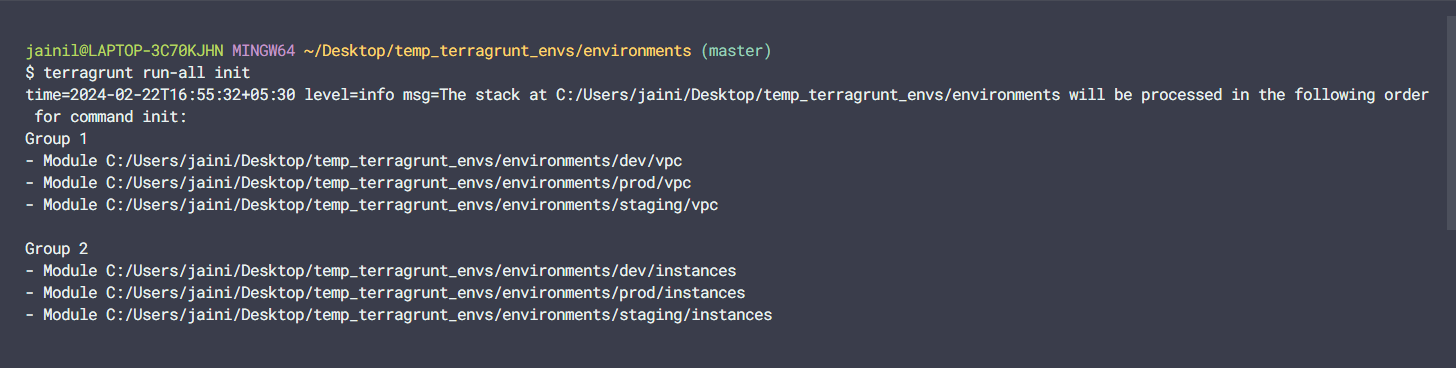 jainil@LAPTOP-3C70KJHN MINGW64 ~/Desktop/temp_terragrunt_envs/environments (master)
$ terragrunt run-all init
time=2024-02-22T16:55:32+05:30 level=info msg=The stack at C:/Users/jaini/Desktop/temp_terragrunt_envs/environments will be processed in the following order
 for command init:
Group 1
- Module C:/Users/jaini/Desktop/temp_terragrunt_envs/environments/dev/vpc
- Module C:/Users/jaini/Desktop/temp_terragrunt_envs/environments/prod/vpc
- Module C:/Users/jaini/Desktop/temp_terragrunt_envs/environments/staging/vpc

Group 2
- Module C:/Users/jaini/Desktop/temp_terragrunt_envs/environments/dev/instances
- Module C:/Users/jaini/Desktop/temp_terragrunt_envs/environments/prod/instances
- Module C:/Users/jaini/Desktop/temp_terragrunt_envs/environments/staging/instances